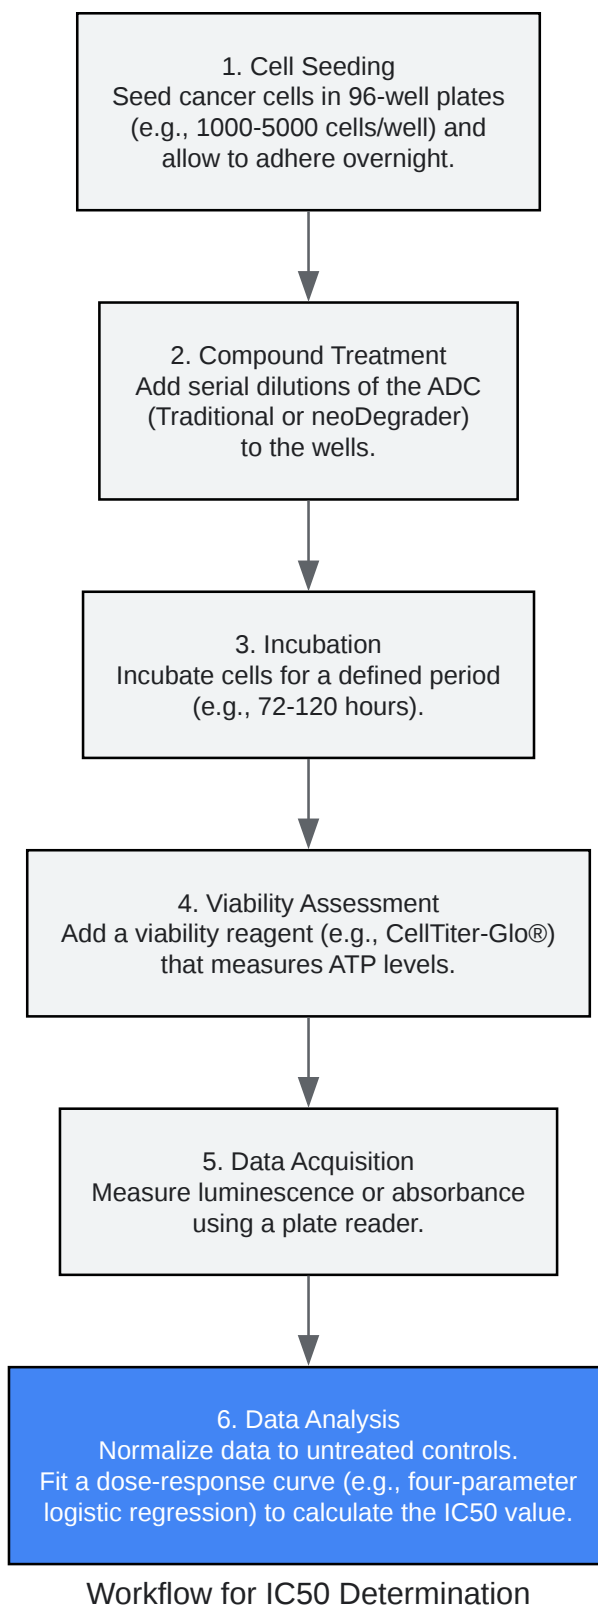 1. Cell Seeding
Seed cancer cells in 96-well plates
(e.g., 1000-5000 cells/well) and
allow to adhere overnight.
2. Compound Treatment
Add serial dilutions of the ADC
(Traditional or neoDegrader)
to the wells.
3. Incubation
Incubate cells for a defined period
(e.g., 72-120 hours).
4. Viability Assessment
Add a viability reagent (e.g., CellTiter-Glo®)
that measures ATP levels.
5. Data Acquisition
Measure luminescence or absorbance
using a plate reader.
6. Data Analysis
Normalize data to untreated controls.
Fit a dose-response curve (e.g., four-parameter
logistic regression) to calculate the IC50 value.
Workflow for IC50 Determination